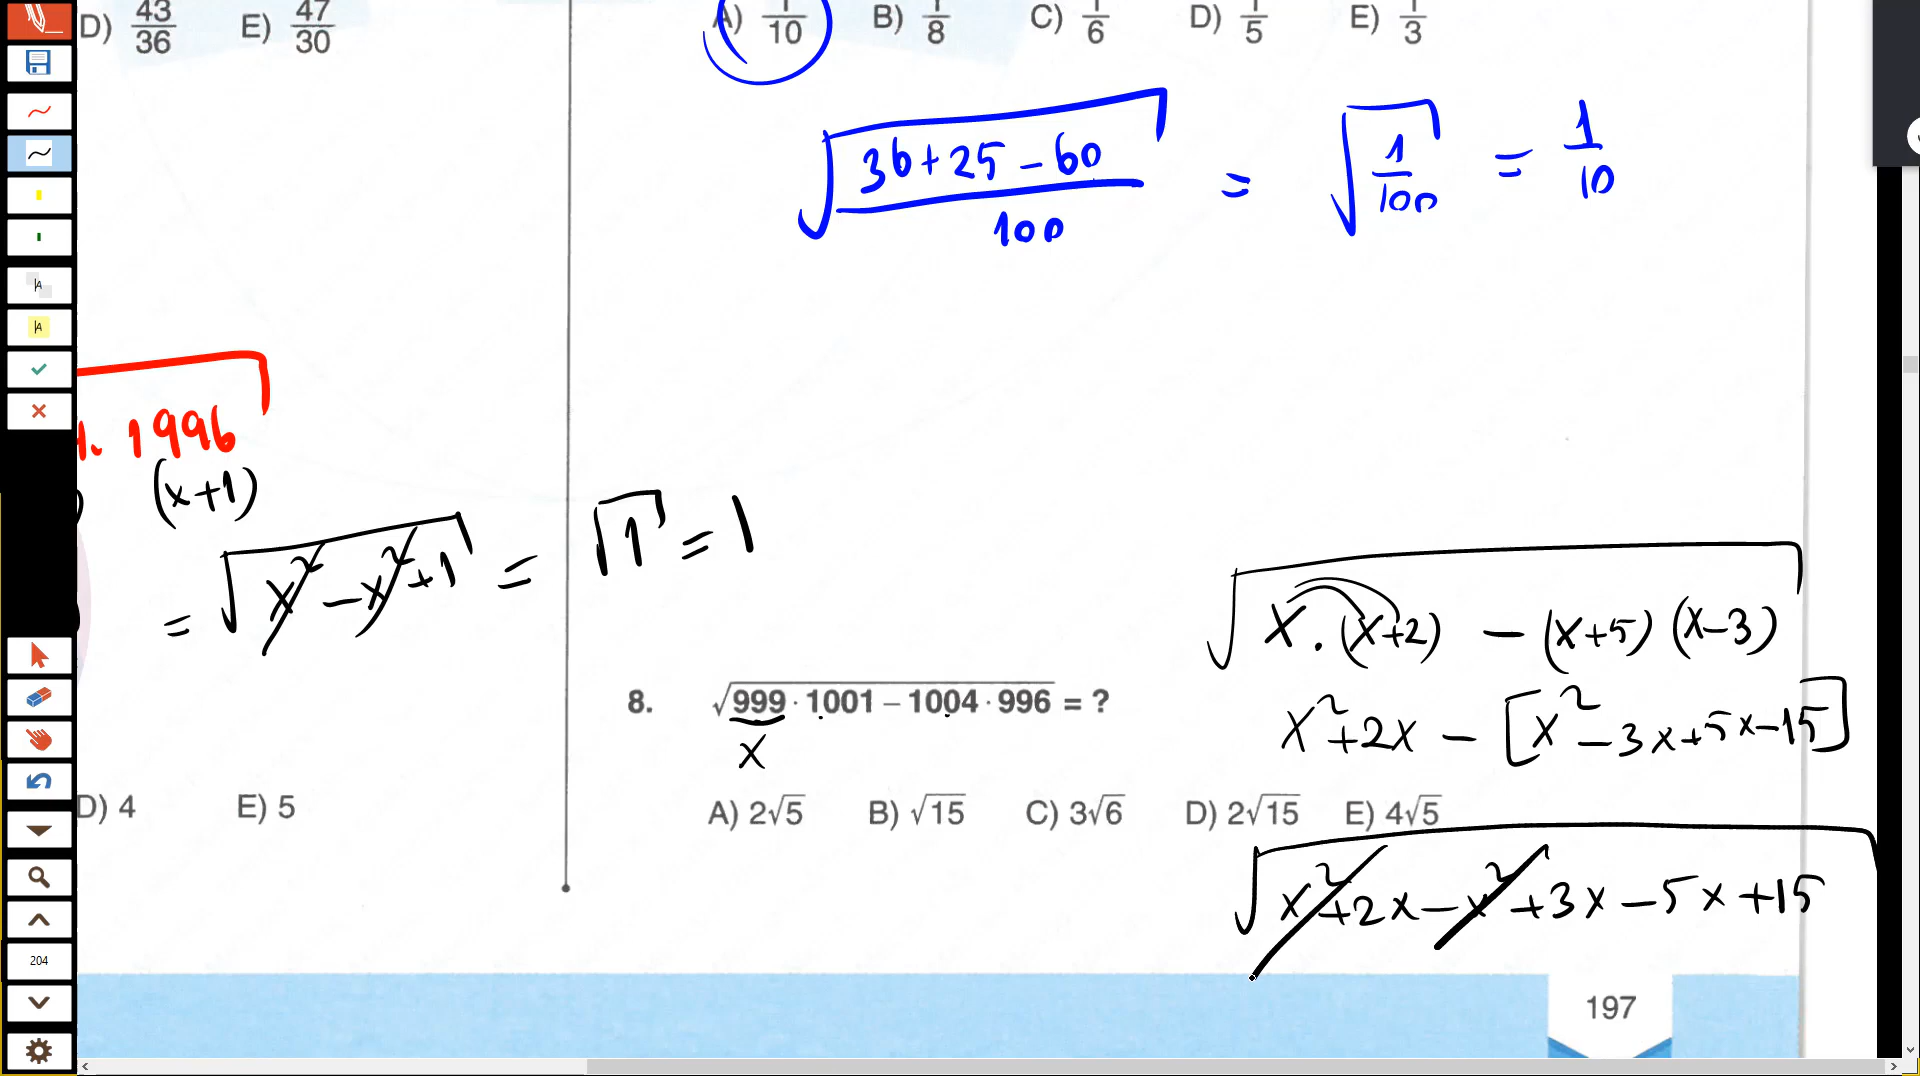 D) 43/36 E) 47/30
A) 1/10 B) 1/8 C) 1/6 D) 1/5 E) 1/3
√((36+25-60)/100) = √(1/100) = 1/10
1. 1996
(x+1)
= √(x²-x²+1) = √1 = 1
√(x.(x+2) - (x+5)(x-3))
x²+2x - [x²-3x+5x-15]
8. √(999 · 1001 – 1004 · 996) = ?
x
D) 4 E) 5
A) 2√5 B) √15 C) 3√6 D) 2√15 E) 4√5
√(x²+2x-x²+3x-5x+15)
197
204